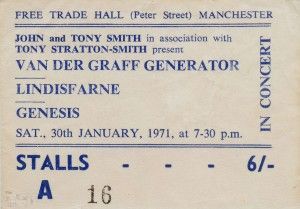 FREE TRADE HALL (Peter Street) MANCHESTER
JOHN and TONY SMITH in association with
TONY STRATTON-SMITH present
VAN DER GRAFF GENERATOR
LINDISFARNE
GENESIS
SAT., 30th JANUARY, 1971, at 7-30 p.m.
IN CONCERT
STALLS - - - 6/-
A 16